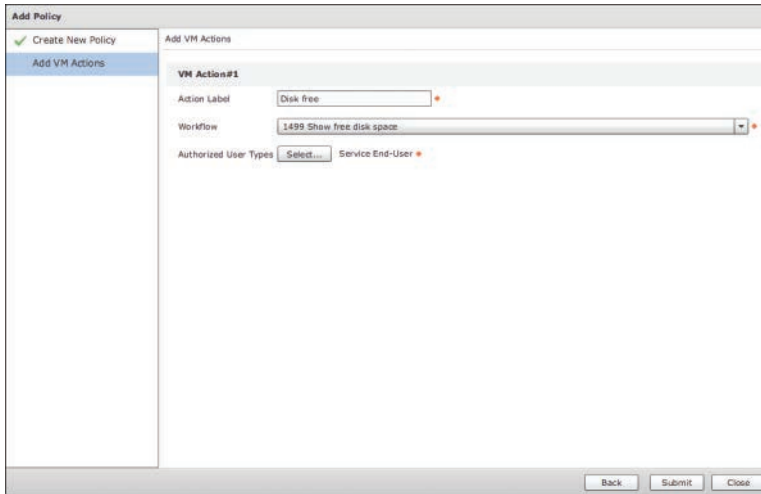 Add Policy
Create New Policy
Add VM Actions
Add VM Actions
VM Action#1
Action Label Disk free *
Workflow 1499 Show free disk space *
Authorized User Types Select... Service End-User *
Back Submit Close